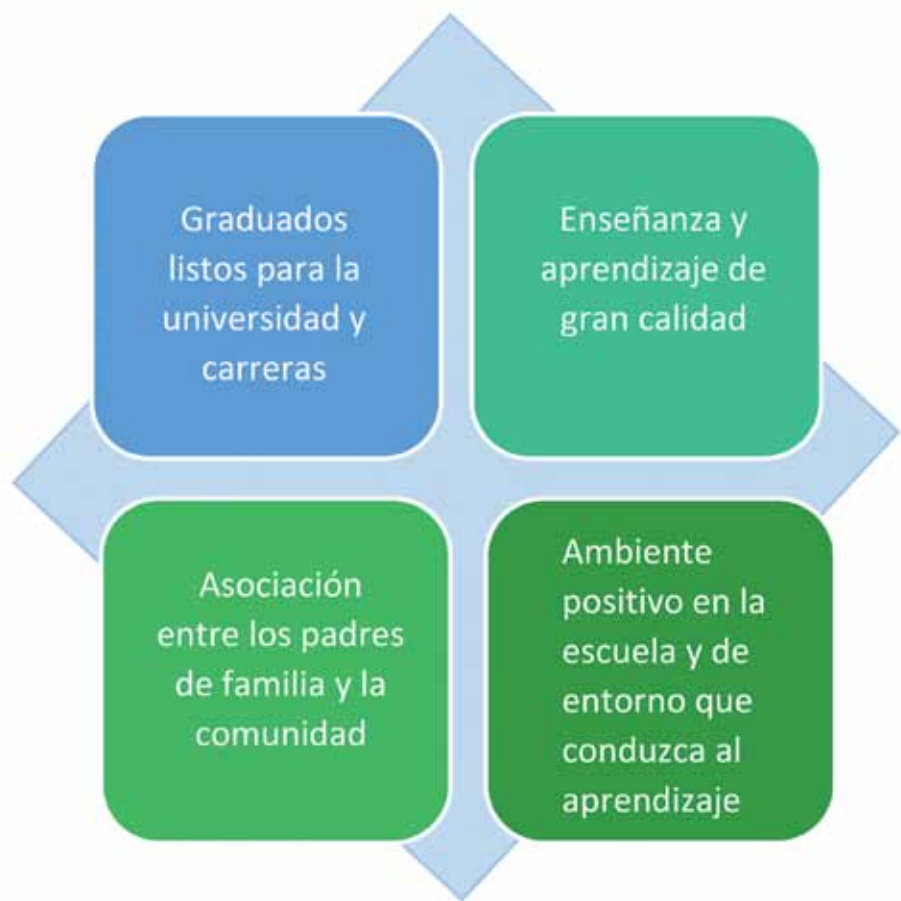 Graduados
listos para la
universidad y
carreras
Enseñanza y
aprendizaje de
gran calidad
Asociación
entre los padres
de familia y la
comunidad
Ambiente
positivo en la
escuela y de
entorno que
conduzca al
aprendizaje